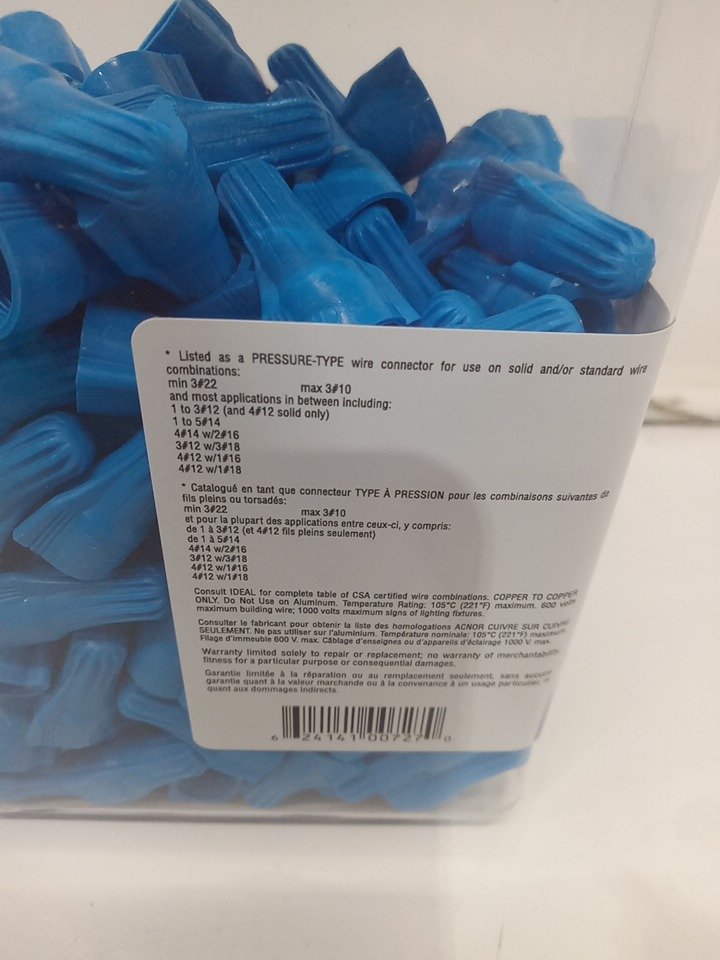 * Listed as a PRESSURE-TYPE wire connector for use on solid and/or standard wire
combinations:
min 3#22 max 3#10
and most applications in between including:
1 to 3#12 (and 4#12 solid only)
1 to 5#14
4#14 w/2#16
3#12 w/3#18
4#12 w/1#16
4#12 w/1#18
* Catalogué en tant que connecteur TYPE À PRESSION pour les combinaisons suivantes de
fils pleins ou torsadés:
min 3#22 max 3#10
et pour la plupart des applications entre ceux-ci, y compris:
de 1 à 3#12 (et 4#12 fils pleins seulement)
de 1 à 5#14
4#14 w/2#16
3#12 w/3#18
4#12 w/1#16
4#12 w/1#18
Consult IDEAL for complete table of CSA certified wire combinations. COPPER TO COPPER
ONLY. Do Not Use on Aluminum. Temperature Rating: 105°C (221°F) maximum. 600 volts
maximum building wire; 1000 volts maximum signs of lighting fixtures.
Consulter le fabricant pour obtenir la liste des homologations ACNOR CUIVRE SUR CUIVRE
SEULEMENT. Ne pas utiliser sur l'aluminium. Température nominale: 105°C (221°F) maximum.
Filage d'immeuble 600 V. max. Câblage d'enseignes ou d'appareils d'éclairage 1000 V. max.
Warranty limited solely to repair or replacement; no warranty of merchantability,
fitness for a particular purpose or consequential damages.
Garantie limitée à la réparation ou au remplacement seulement, sans aucune
garantie quant à la valeur marchande ou à la convenance à un usage particulier,
quant aux dommages indirects.
6 24141 00727 0